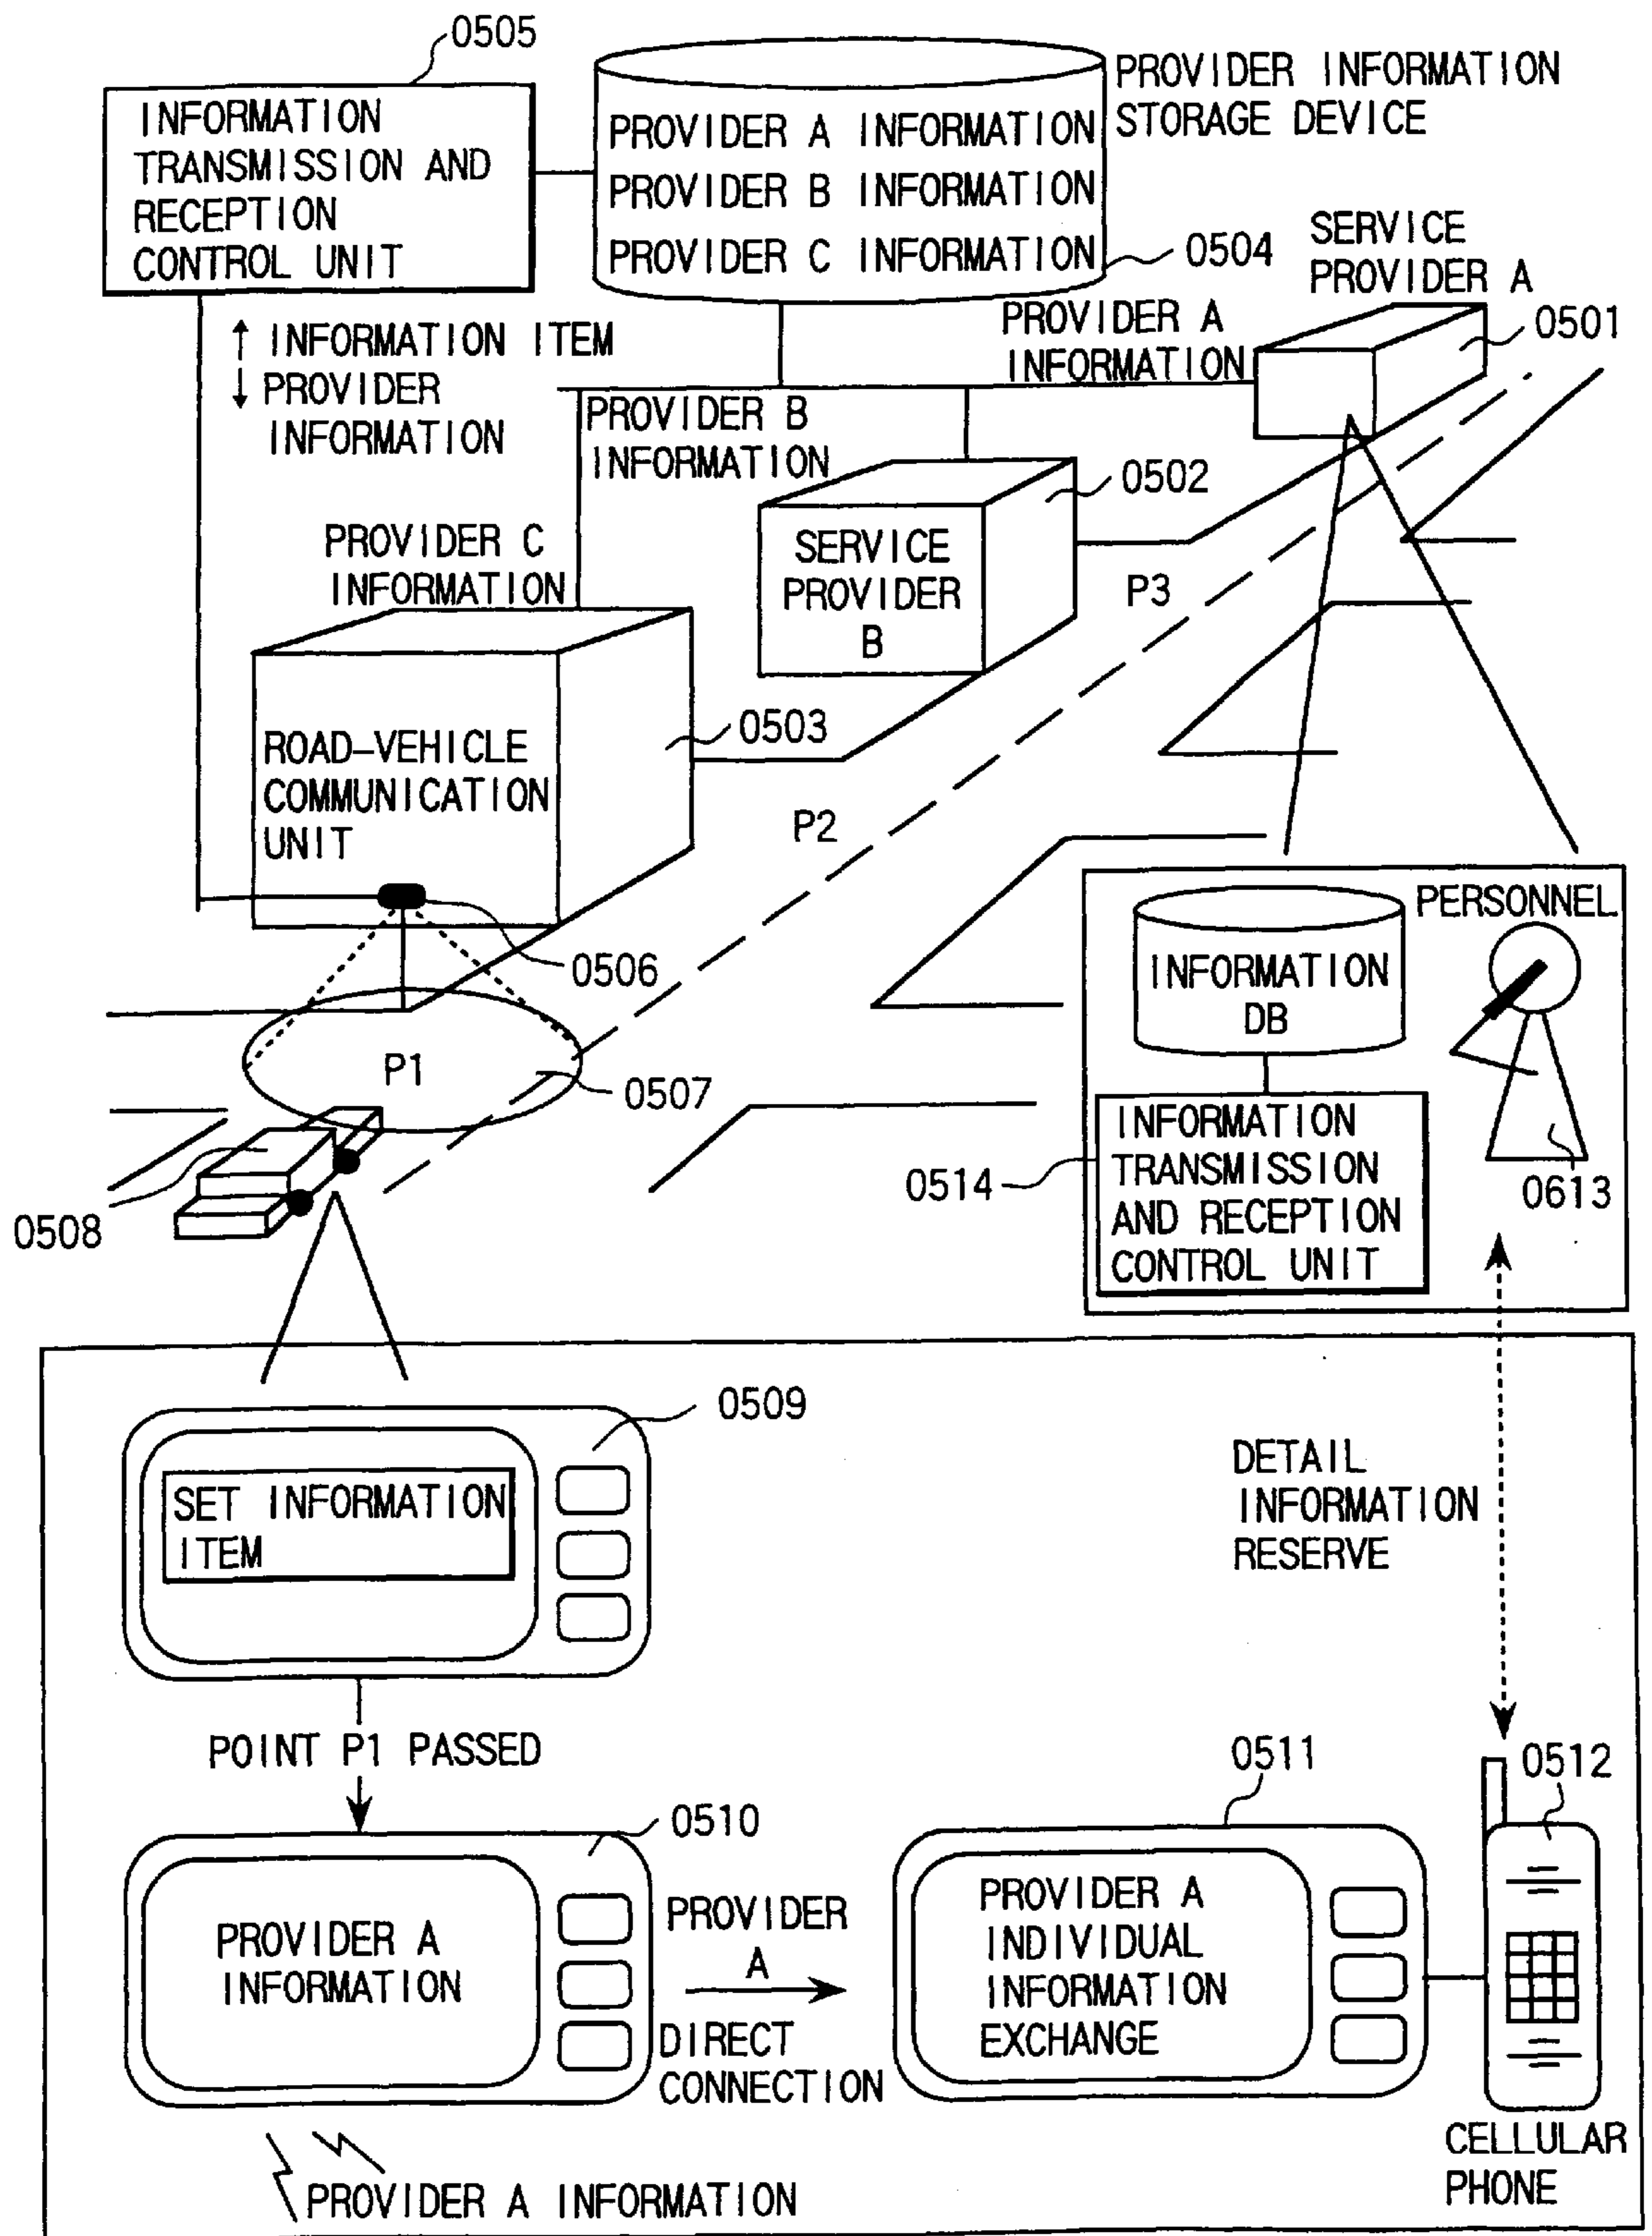 0505
INFORMATION
TRANSMISSION AND
RECEPTION
CONTROL UNIT
PROVIDER A INFORMATION
PROVIDER B INFORMATION
PROVIDER C INFORMATION
PROVIDER INFORMATION
STORAGE DEVICE
0504
SERVICE
PROVIDER A
0501
↑ INFORMATION ITEM
↓ PROVIDER
INFORMATION
PROVIDER A
INFORMATION
PROVIDER B
INFORMATION
0502
SERVICE
PROVIDER
B
PROVIDER C
INFORMATION
P3
0503
ROAD-VEHICLE
COMMUNICATION
UNIT
P2
0506
P1
0507
0508
PERSONNEL
INFORMATION
DB
INFORMATION
TRANSMISSION
AND RECEPTION
CONTROL UNIT
0514
0613
0509
SET INFORMATION
ITEM
DETAIL
INFORMATION
RESERVE
POINT P1 PASSED
0510
0511
0512
PROVIDER A
INFORMATION
PROVIDER
A
DIRECT
CONNECTION
PROVIDER A
INDIVIDUAL
INFORMATION
EXCHANGE
CELLULAR
PHONE
PROVIDER A INFORMATION